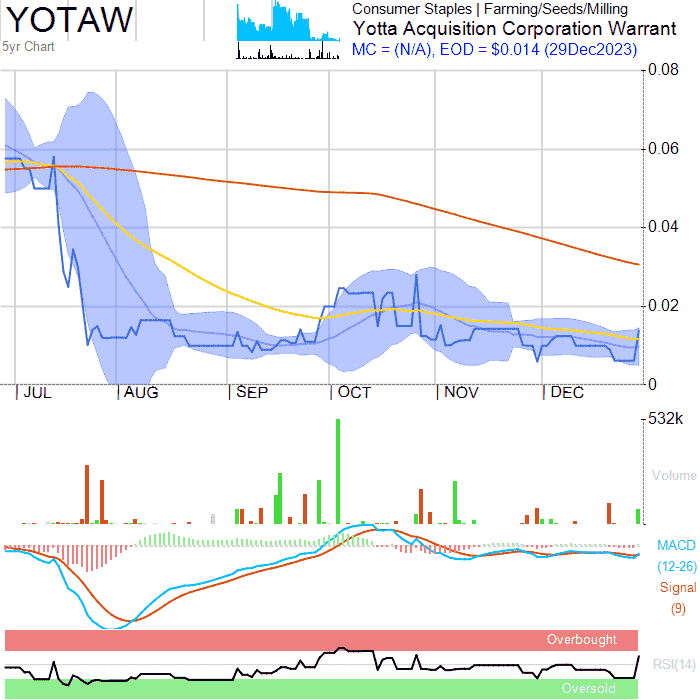 YOTAW
5yr Chart
Consumer Staples | Farming/Seeds/Milling
Yotta Acquisition Corporation Warrant
MC = (N/A), EOD = $0.014 (29Dec2023)
0.08
0.06
0.04
0.02
0
JUL AUG SEP OCT NOV DEC
532k
Volume
MACD
(12-26)
Signal
(9)
Overbought
RSI(14)
Oversold